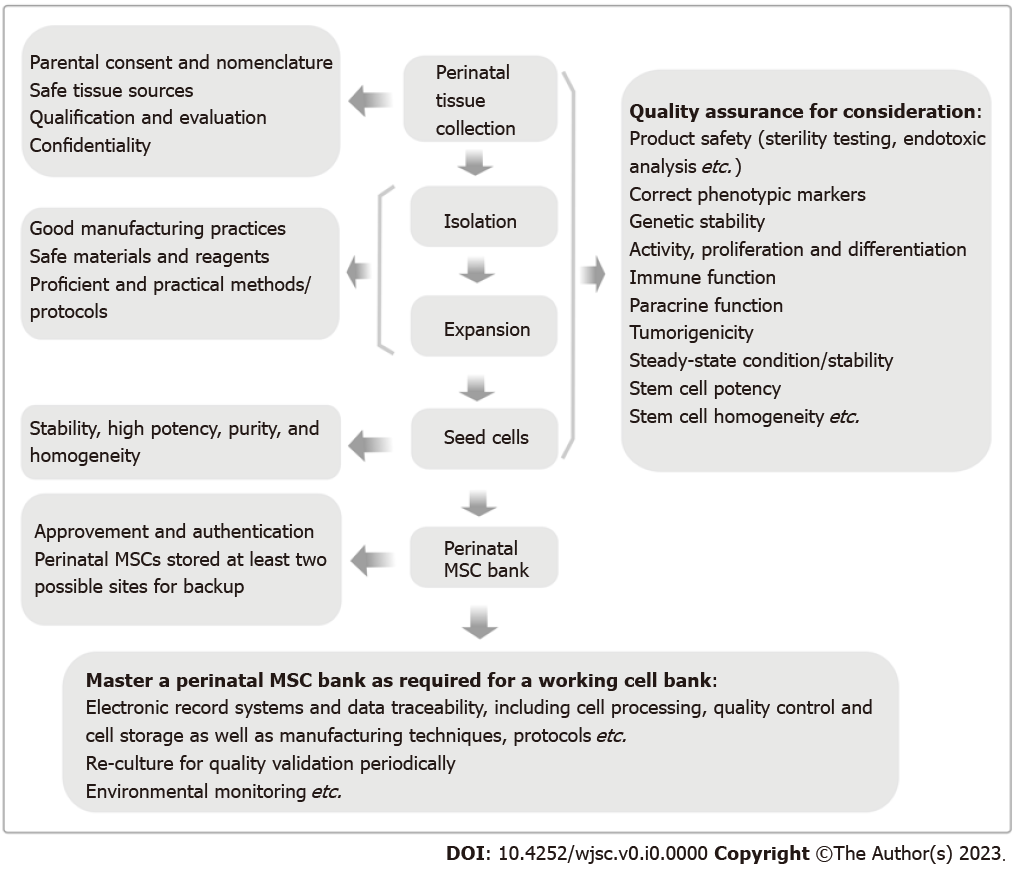 Parental consent and nomenclature
Safe tissue sources
Qualification and evaluation
Confidentiality
Perinatal
tissue
collection
Quality assurance for consideration:
Product safety (sterility testing, endotoxic
analysis etc.)
Correct phenotypic markers
Genetic stability
Activity, proliferation and differentiation
Immune function
Paracrine function
Tumorigenicity
Steady-state condition/stability
Stem cell potency
Stem cell homogeneity etc.
Good manufacturing practices
Safe materials and reagents
Proficient and practical methods/
protocols
Isolation
Expansion
Stability, high potency, purity, and
homogeneity
Seed cells
Approvement and authentication
Perinatal MSCs stored at least two
possible sites for backup
Perinatal
MSC bank
Master a perinatal MSC bank as required for a working cell bank:
Electronic record systems and data traceability, including cell processing, quality control and
cell storage as well as manufacturing techniques, protocols etc.
Re-culture for quality validation periodically
Environmental monitoring etc.
DOI: 10.4252/wjsc.v0.i0.0000 Copyright ©The Author(s) 2023.